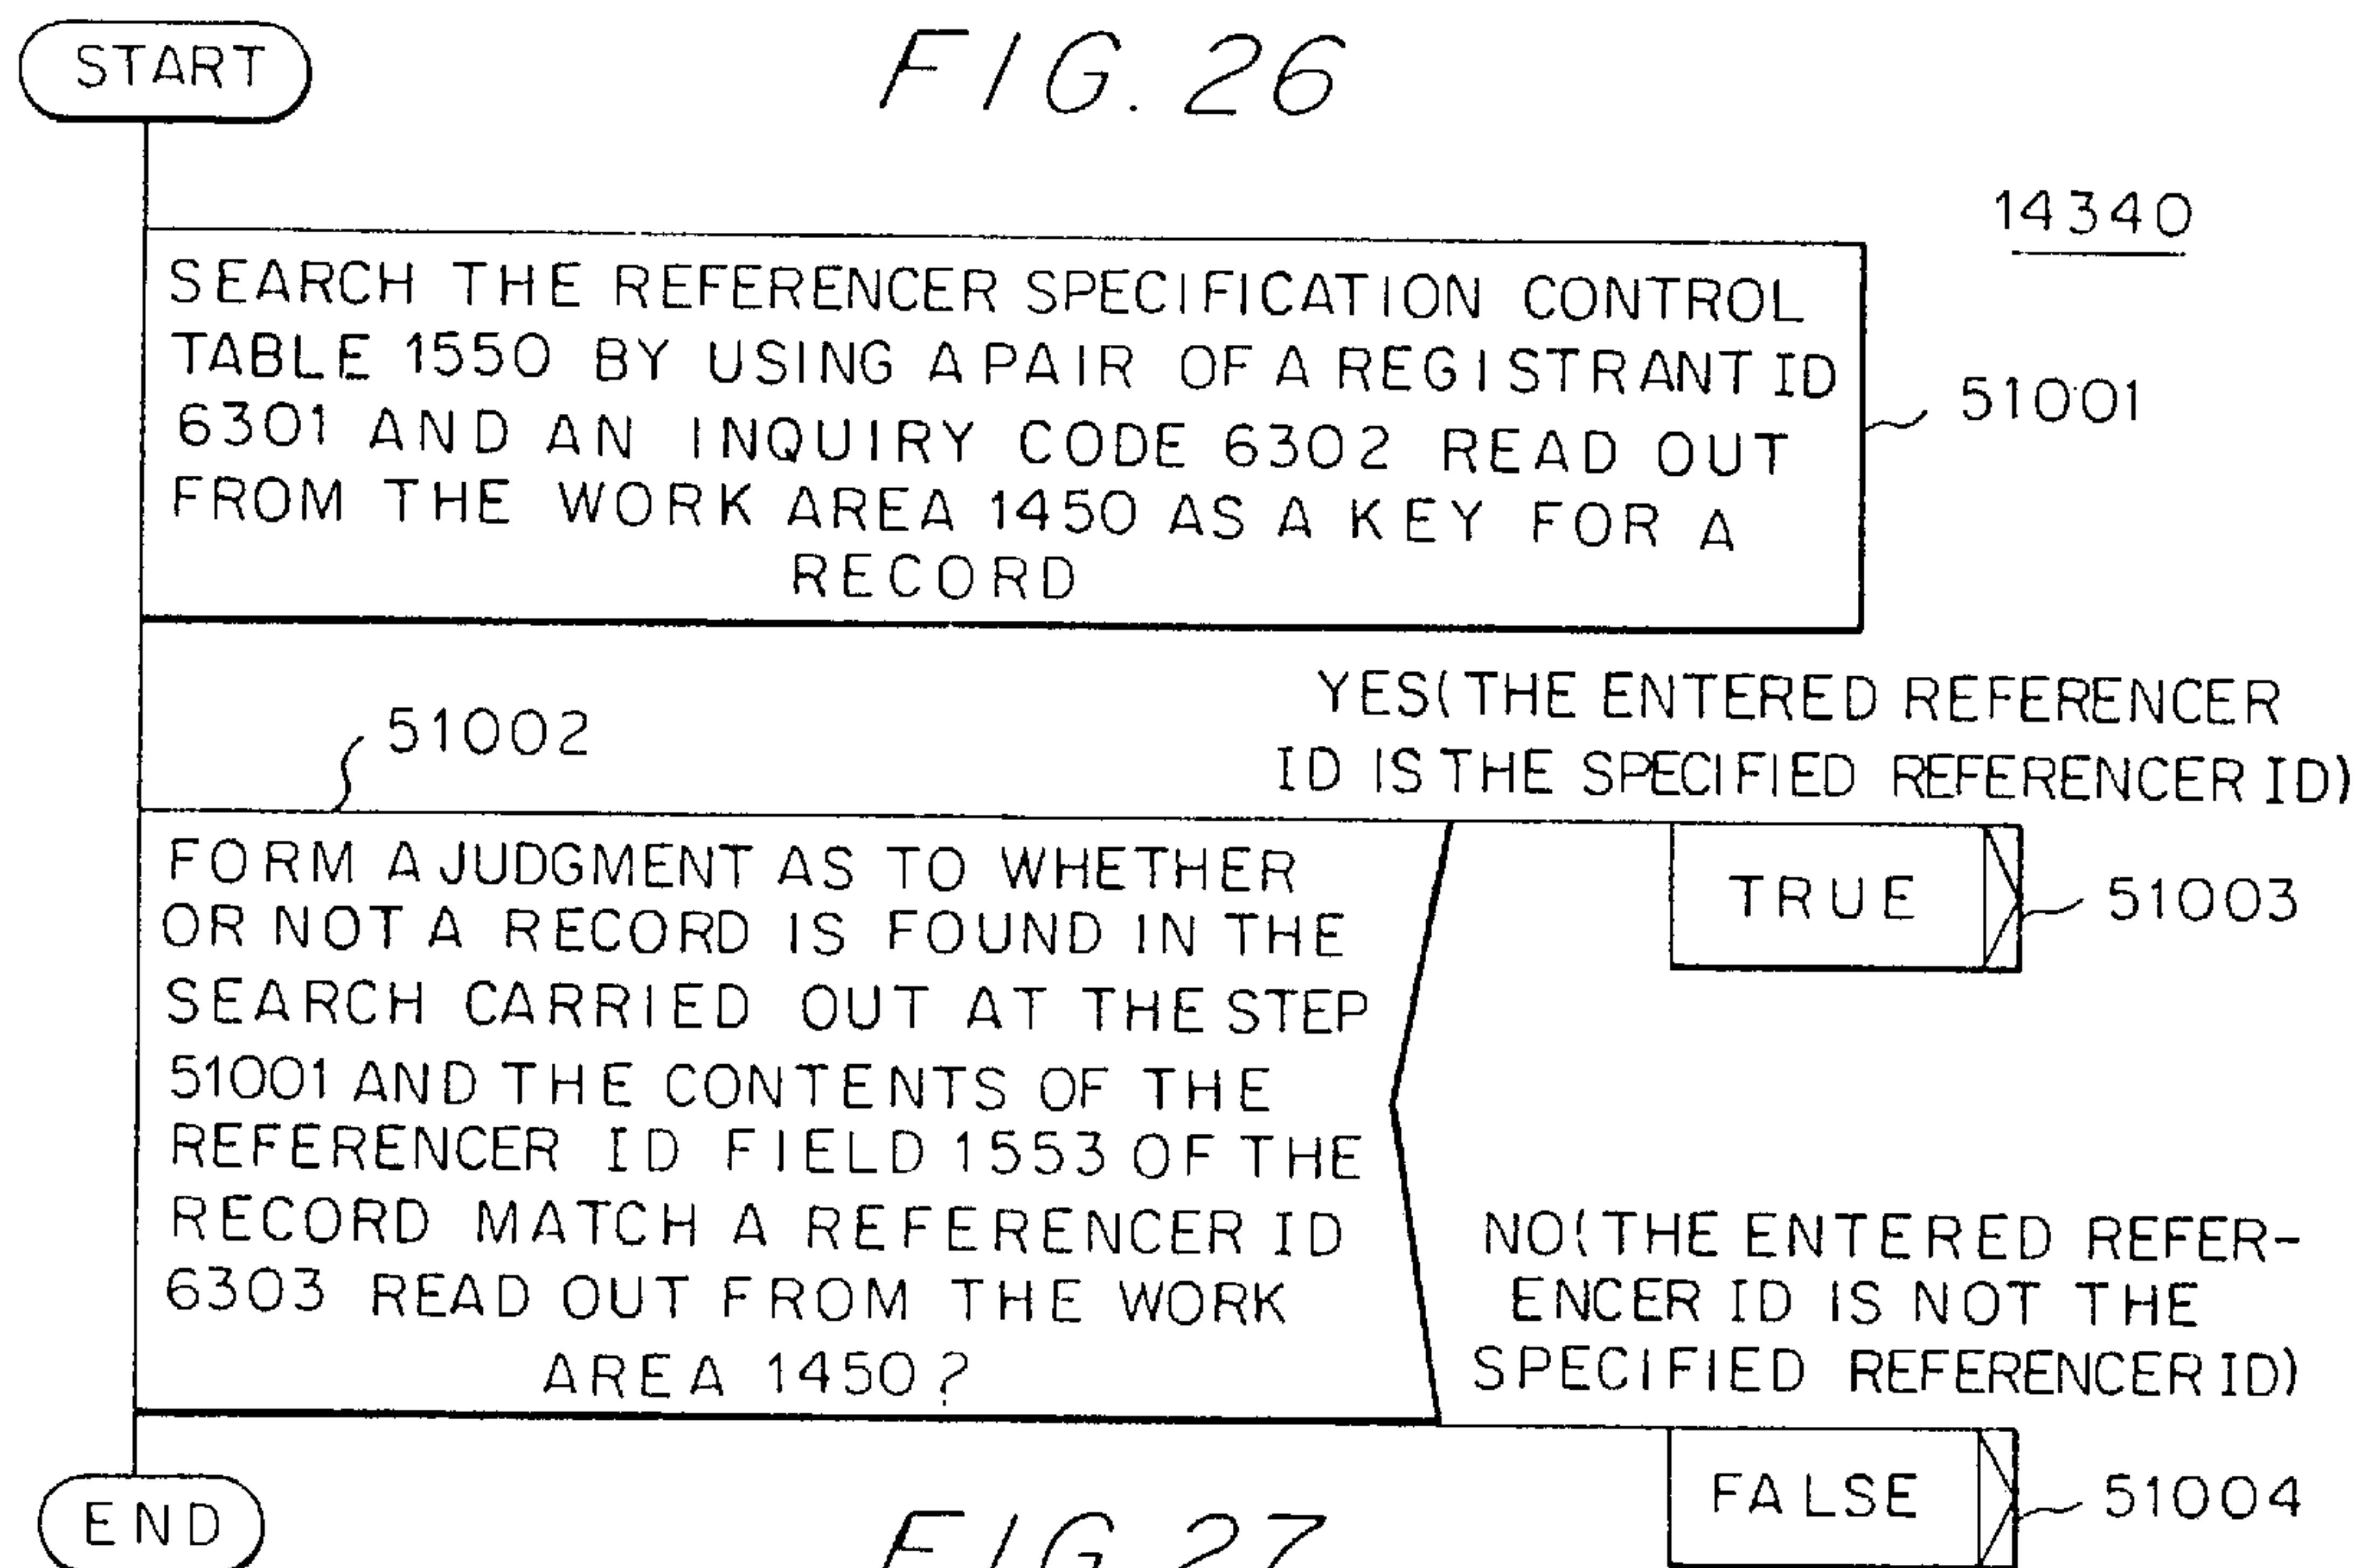 START
FIG. 26
14340
SEARCH THE REFERENCER SPECIFICATION CONTROL
TABLE 1550 BY USING A PAIR OF A REGISTRANT ID
6301 AND AN INQUIRY CODE 6302 READ OUT
FROM THE WORK AREA 1450 AS A KEY FOR A
RECORD
51001
YES(THE ENTERED REFERENCER
ID IS THE SPECIFIED REFERENCER ID)
51002
FORM A JUDGMENT AS TO WHETHER
OR NOT A RECORD IS FOUND IN THE
SEARCH CARRIED OUT AT THE STEP
51001 AND THE CONTENTS OF THE
REFERENCER ID FIELD 1553 OF THE
RECORD MATCH A REFERENCER ID
6303 READ OUT FROM THE WORK
AREA 1450?
TRUE
51003
NO(THE ENTERED REFER-
ENCER ID IS NOT THE
SPECIFIED REFERENCER ID)
FALSE
51004
END
FIG. 27